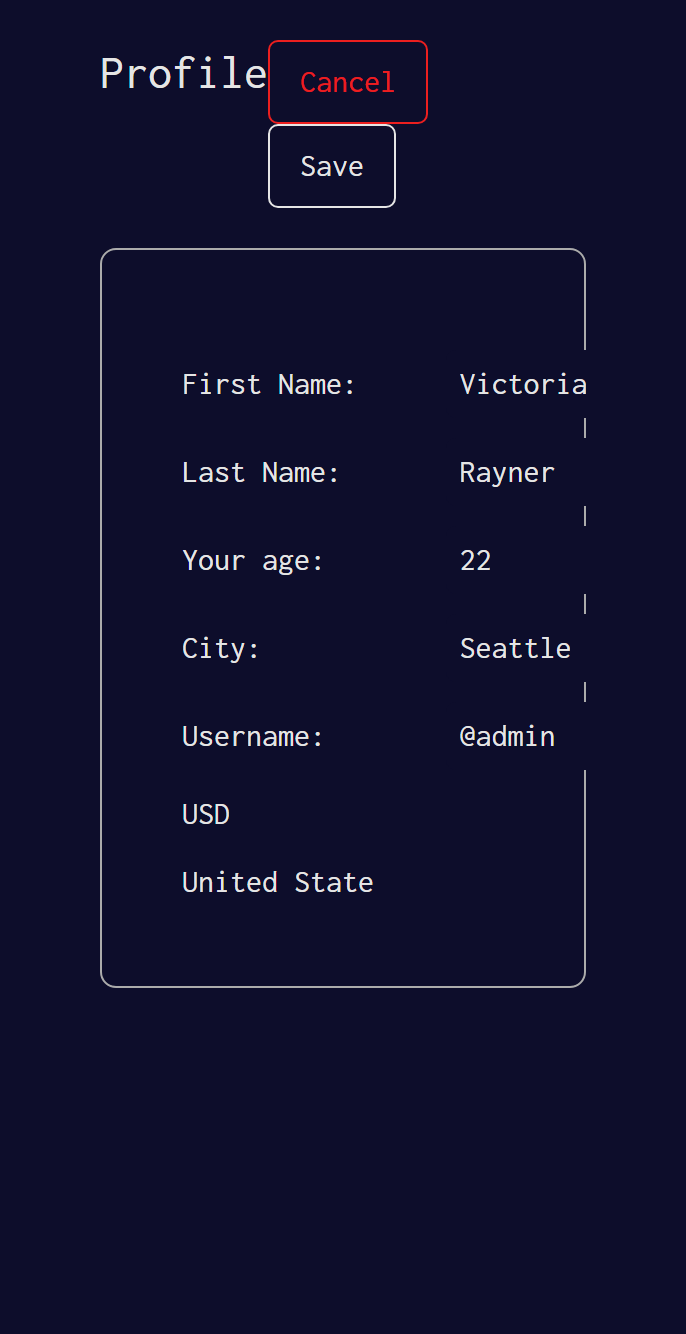 Profile Cancel
Save
First Name: Victoria
Last Name: Rayner
Your age: 22
City: Seattle
Username: @admin
USD
United State